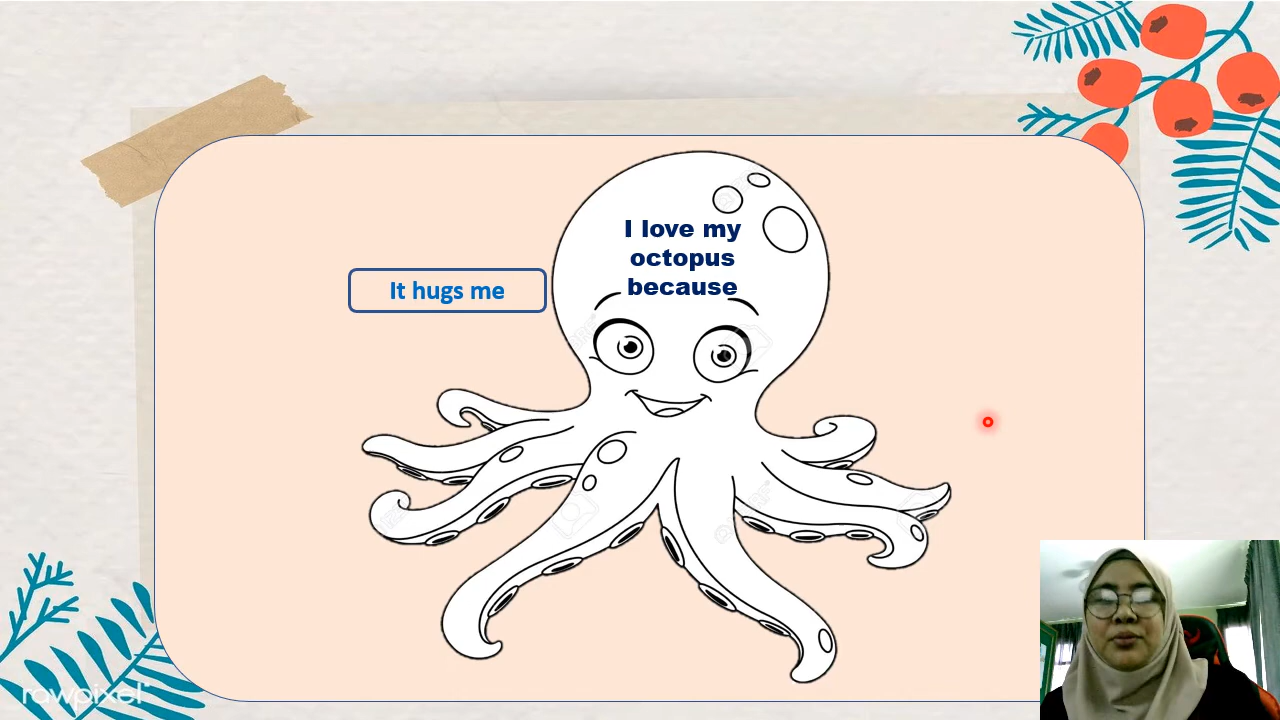 I love my
octopus
because
It hugs me
rawpixel